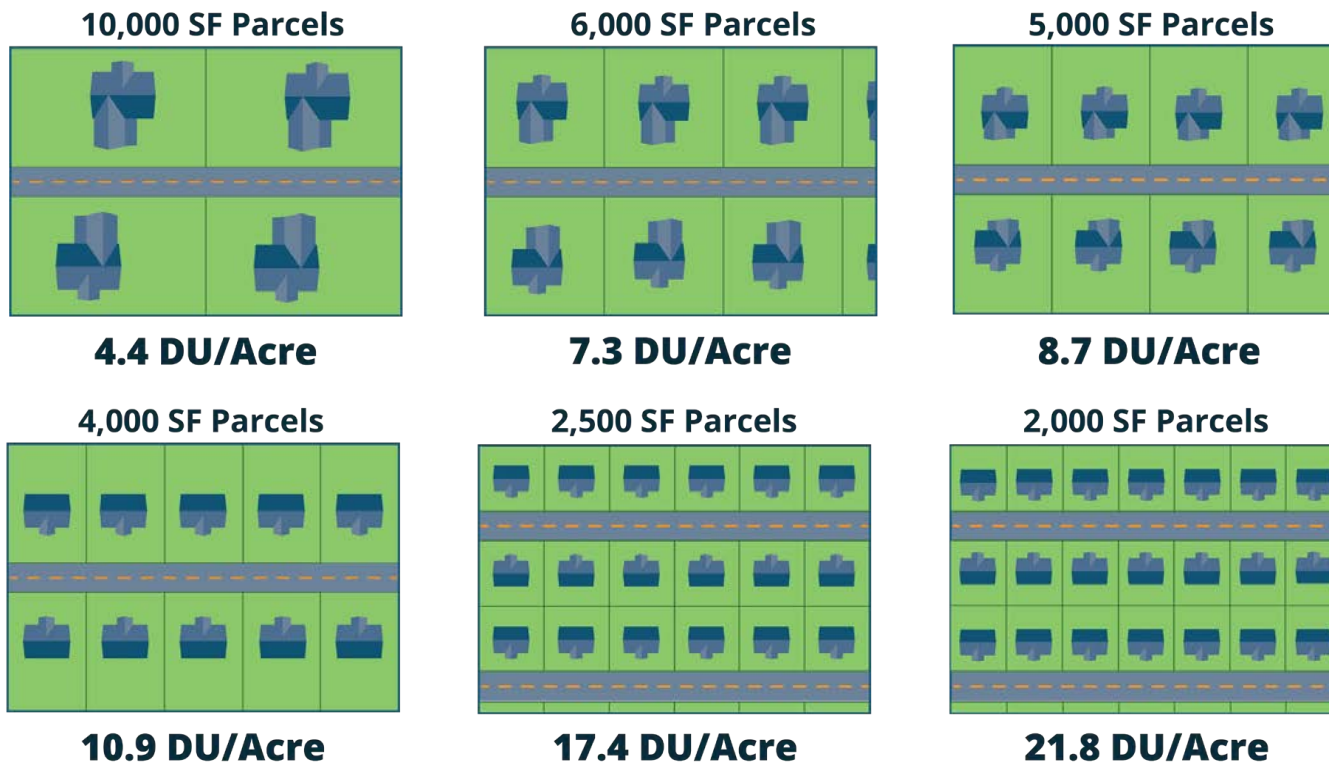 10,000 SF Parcels
6,000 SF Parcels
5,000 SF Parcels
4.4 DU/Acre
7.3 DU/Acre
8.7 DU/Acre
4,000 SF Parcels
2,500 SF Parcels
2,000 SF Parcels
10.9 DU/Acre
17.4 DU/Acre
21.8 DU/Acre